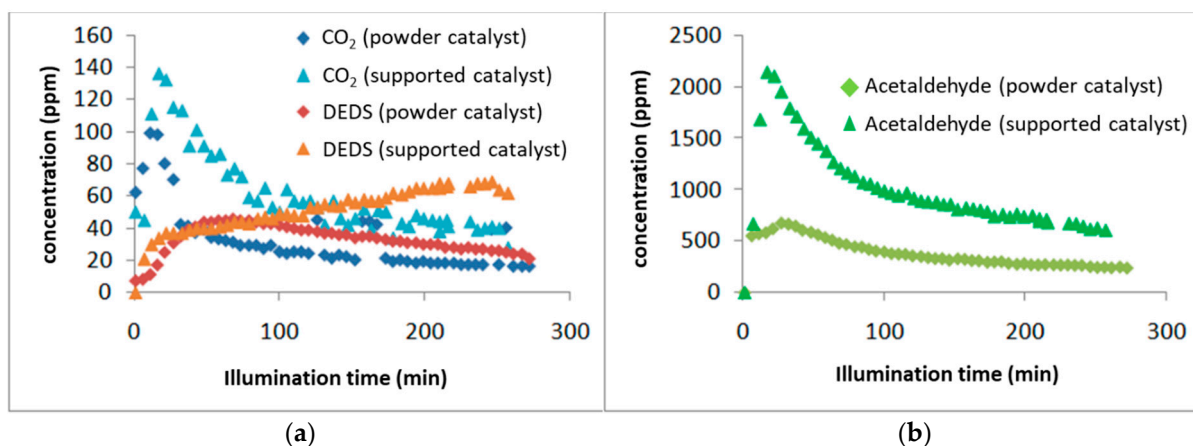 160
140
120
100
80
60
40
20
0
concentration (ppm)
CO₂ (powder catalyst)
CO₂ (supported catalyst)
DEDS (powder catalyst)
DEDS (supported catalyst)
0 100 200 300
Illumination time (min)
(a)
2500
2000
1500
1000
500
0
concentration (ppm)
Acetaldehyde (powder catalyst)
Acetaldehyde (supported catalyst)
0 100 200 300
Illumination time (min)
(b)